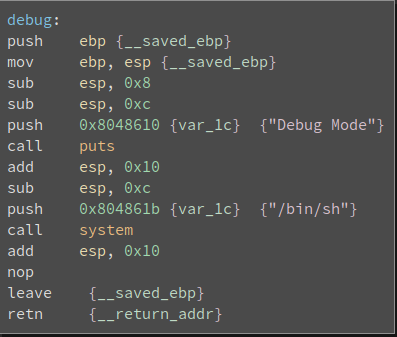 debug:
push ebp {__saved_ebp}
mov ebp, esp {__saved_ebp}
sub esp, 0x8
sub esp, 0xc
push 0x8048610 {var_1c} {"Debug Mode"}
call puts
add esp, 0x10
sub esp, 0xc
push 0x804861b {var_1c} {"/bin/sh"}
call system
add esp, 0x10
nop
leave {__saved_ebp}
retn {__return_addr}